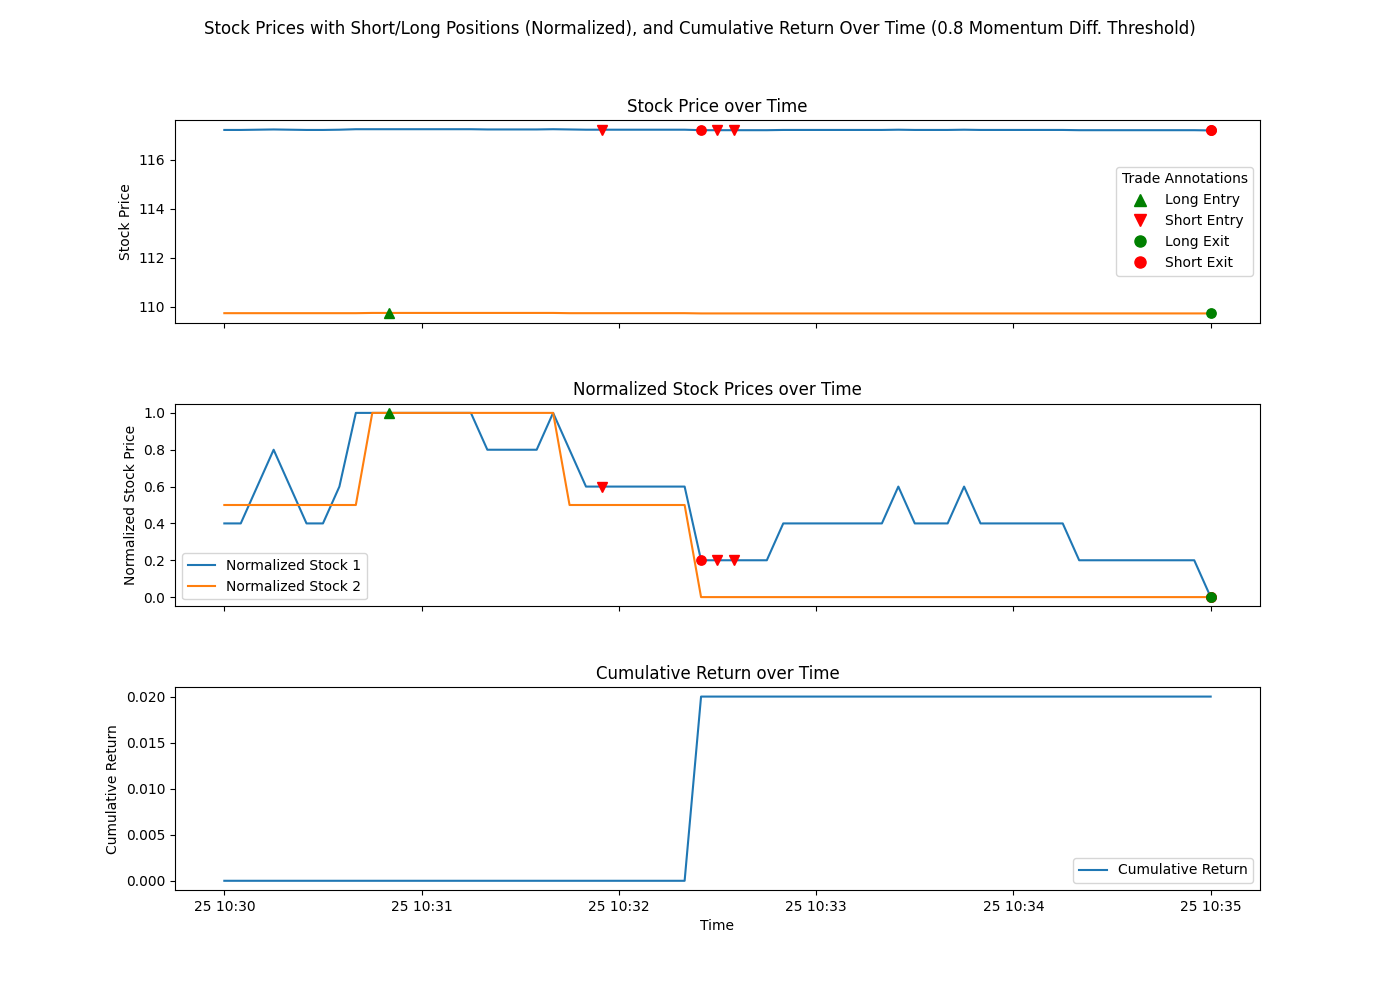 Stock Prices with Short/Long Positions (Normalized), and Cumulative Return Over Time (0.8 Momentum Diff. Threshold)
Stock Price over Time
Stock Price
116
114
112
110
Trade Annotations
Long Entry
Short Entry
Long Exit
Short Exit
Normalized Stock Prices over Time
Normalized Stock Price
1.0
0.8
0.6
0.4
0.2
0.0
Normalized Stock 1
Normalized Stock 2
Cumulative Return over Time
Cumulative Return
0.020
0.015
0.010
0.005
0.000
Cumulative Return
25 10:30 25 10:31 25 10:32 25 10:33 25 10:34 25 10:35
Time